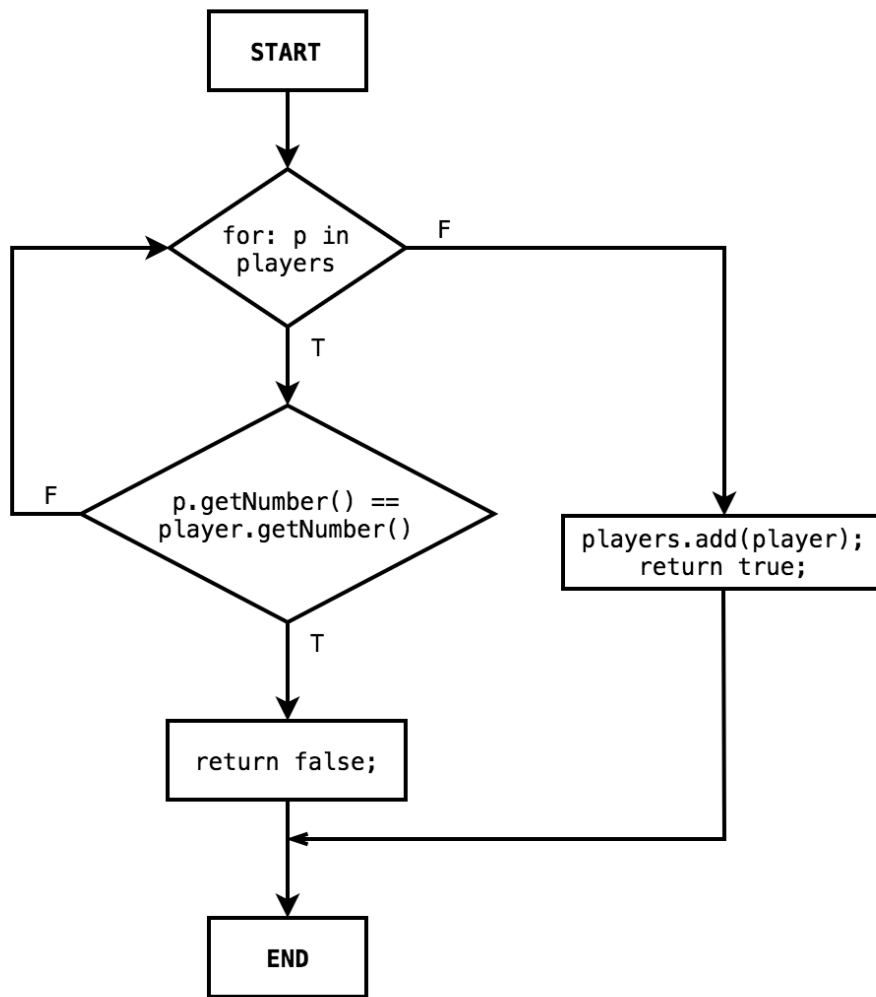 START
for: p in
players
F
T
p.getNumber() ==
player.getNumber()
F
players.add(player);
return true;
T
return false;
END